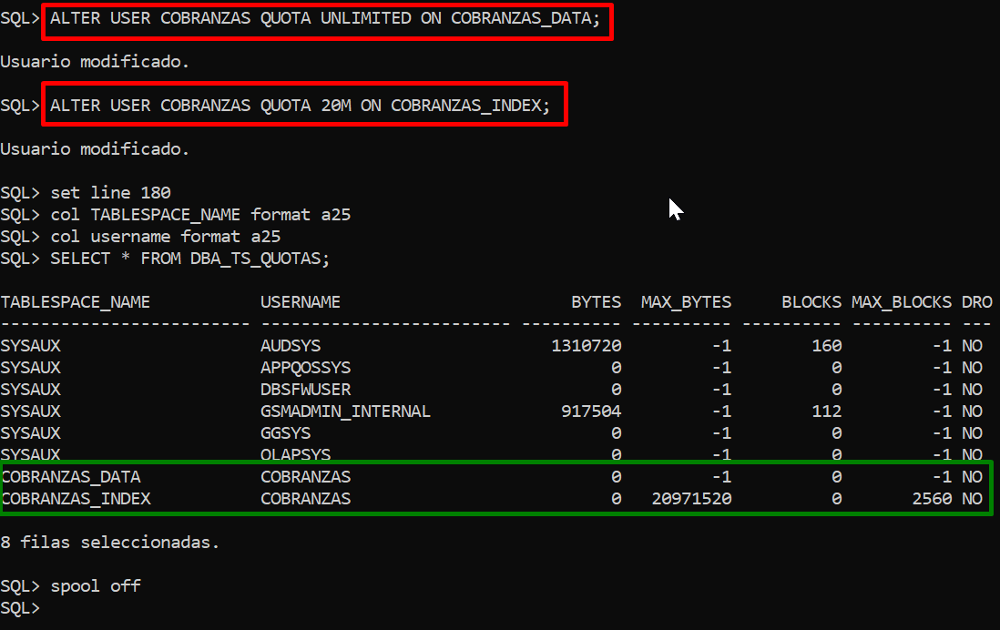 SQL> ALTER USER COBRANZAS QUOTA UNLIMITED ON COBRANZAS_DATA;
Usuario modificado.
SQL> ALTER USER COBRANZAS QUOTA 20M ON COBRANZAS_INDEX;
Usuario modificado.
SQL> set line 180
SQL> col TABLESPACE_NAME format a25
SQL> col username format a25
SQL> SELECT * FROM DBA_TS_QUOTAS;
TABLESPACE_NAME           USERNAME                       BYTES  MAX_BYTES     BLOCKS MAX_BLOCKS DRO
------------------------- ------------------------- ---------- ---------- ---------- ---------- ---
SYSAUX                    AUDSYS                       1310720         -1        160         -1 NO
SYSAUX                    APPQOSSYS                          0         -1          0         -1 NO
SYSAUX                    DBSFWUSER                          0         -1          0         -1 NO
SYSAUX                    GSMADMIN_INTERNAL             917504         -1        112         -1 NO
SYSAUX                    GGSYS                              0         -1          0         -1 NO
SYSAUX                    OLAPSYS                            0         -1          0         -1 NO
COBRANZAS_DATA            COBRANZAS                          0         -1          0         -1 NO
COBRANZAS_INDEX           COBRANZAS                          0   20971520          0       2560 NO
8 filas seleccionadas.
SQL> spool off
SQL>